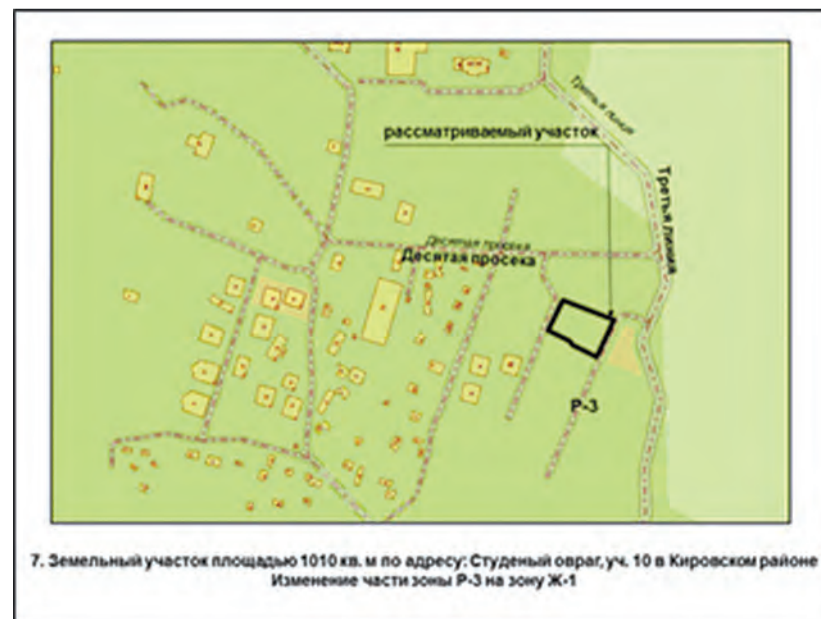 Третья линия
рассматриваемый участок
Третья линия
Десятая просека
Десятая просека
Р-3
7. Земельный участок площадью 1010 кв. м по адресу: Студеный овраг, уч. 10 в Кировском районе
Изменение части зоны Р-3 на зону Ж-1